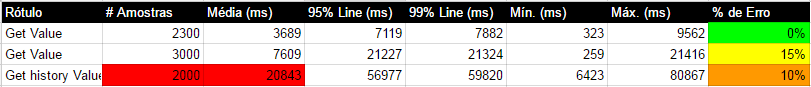 Rótulo # Amostras Média (ms) 95% Line (ms) 99% Line (ms) Mín. (ms) Máx. (ms) % de Erro
Get Value 2300 3689 7119 7882 323 9562 0%
Get Value 3000 7609 21227 21324 259 21416 15%
Get history Value 2000 20843 56977 59820 6423 80867 10%